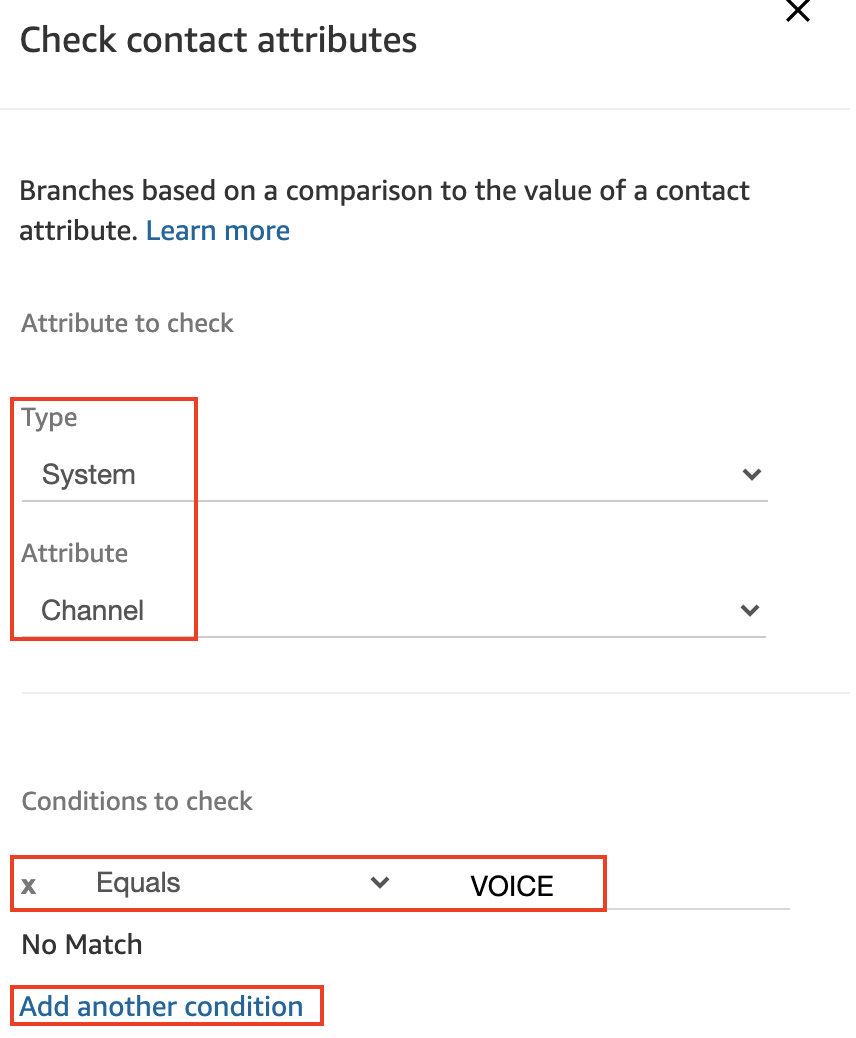 Check contact attributes
Branches based on a comparison to the value of a contact
attribute. Learn more
Attribute to check
Type
System
Attribute
Channel
Conditions to check
x Equals VOICE
No Match
Add another condition